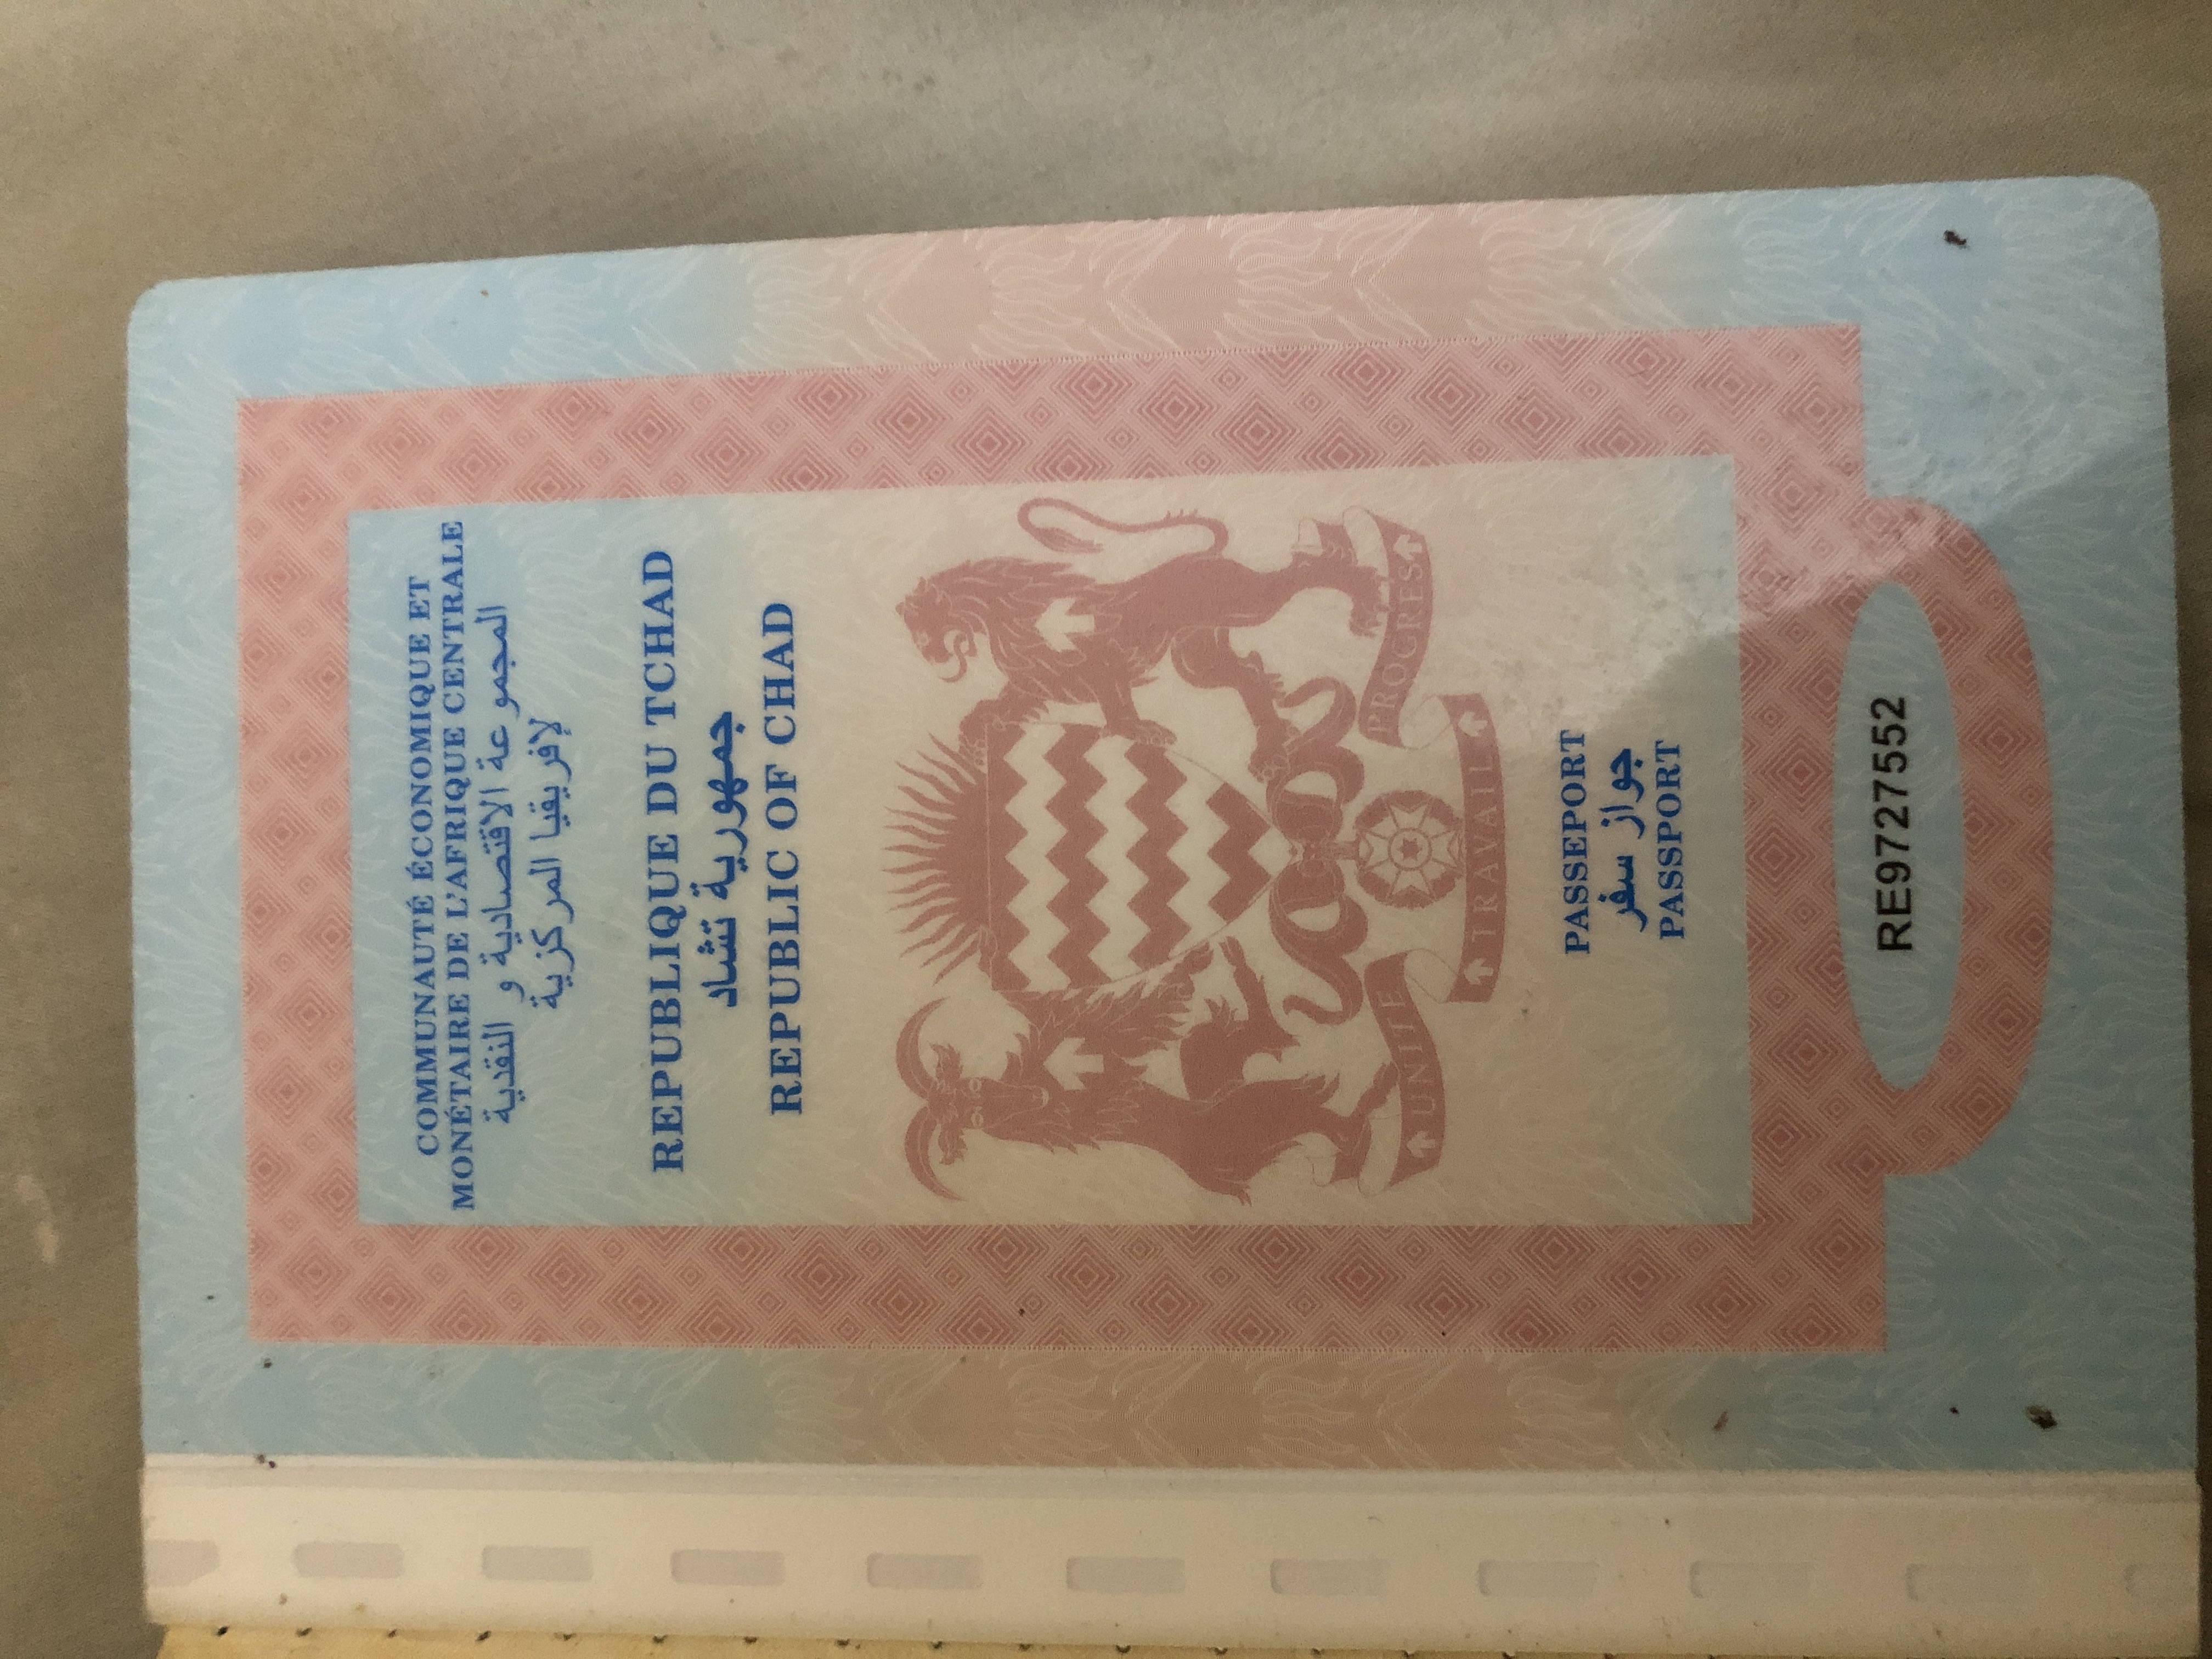 COMMUNAUTÉ ÉCONOMIQUE ET
MONÉTAIRE DE L'AFRIQUE CENTRALE
المجموعة الاقتصادية و النقدية
لإفريقيا المركزية
REPUBLIQUE DU TCHAD
جمهورية تشاد
REPUBLIC OF CHAD
UNITE TRAVAIL PROGRES
PASSEPORT
جواز سفر
PASSPORT
RE9727552